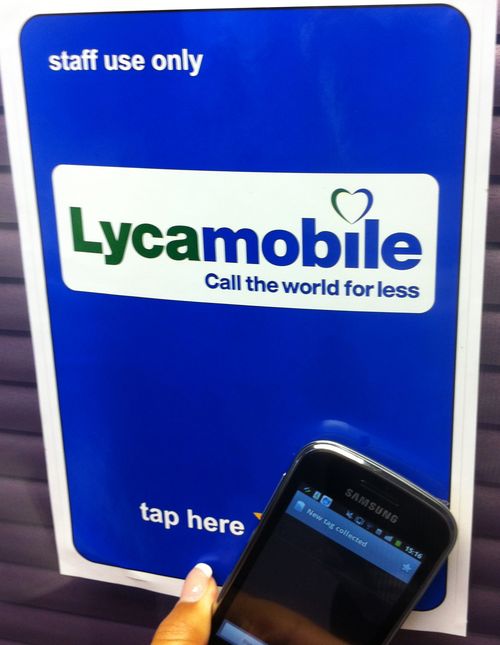 staff use only
Lycamobile
Call the world for less
tap here
SAMSUNG
15:16
New tag collected